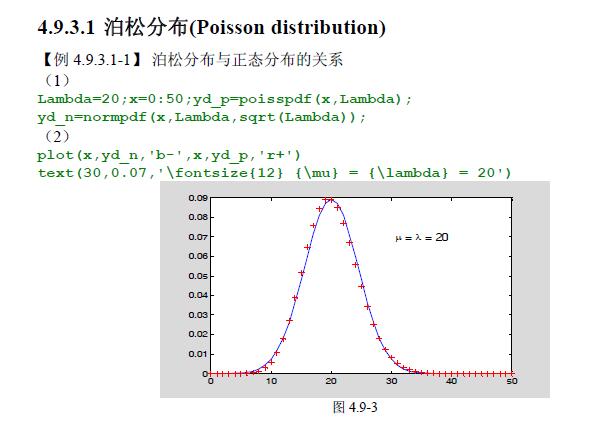 4.9.3.1 泊松分布(Poisson distribution)
【例 4.9.3.1-1】 泊松分布与正态分布的关系
（1）
Lambda=20;x=0:50;yd_p=poisspdf(x,Lambda);
yd_n=normpdf(x,Lambda,sqrt(Lambda));
（2）
plot(x,yd_n,'b-',x,yd_p,'r+')
text(30,0.07,'\fontsize{12} {\mu} = {\lambda} = 20')
0.09
0.08
0.07
μ = λ = 20
0.06
0.05
0.04
0.03
0.02
0.01
0
0 10 20 30 40 50
图 4.9-3